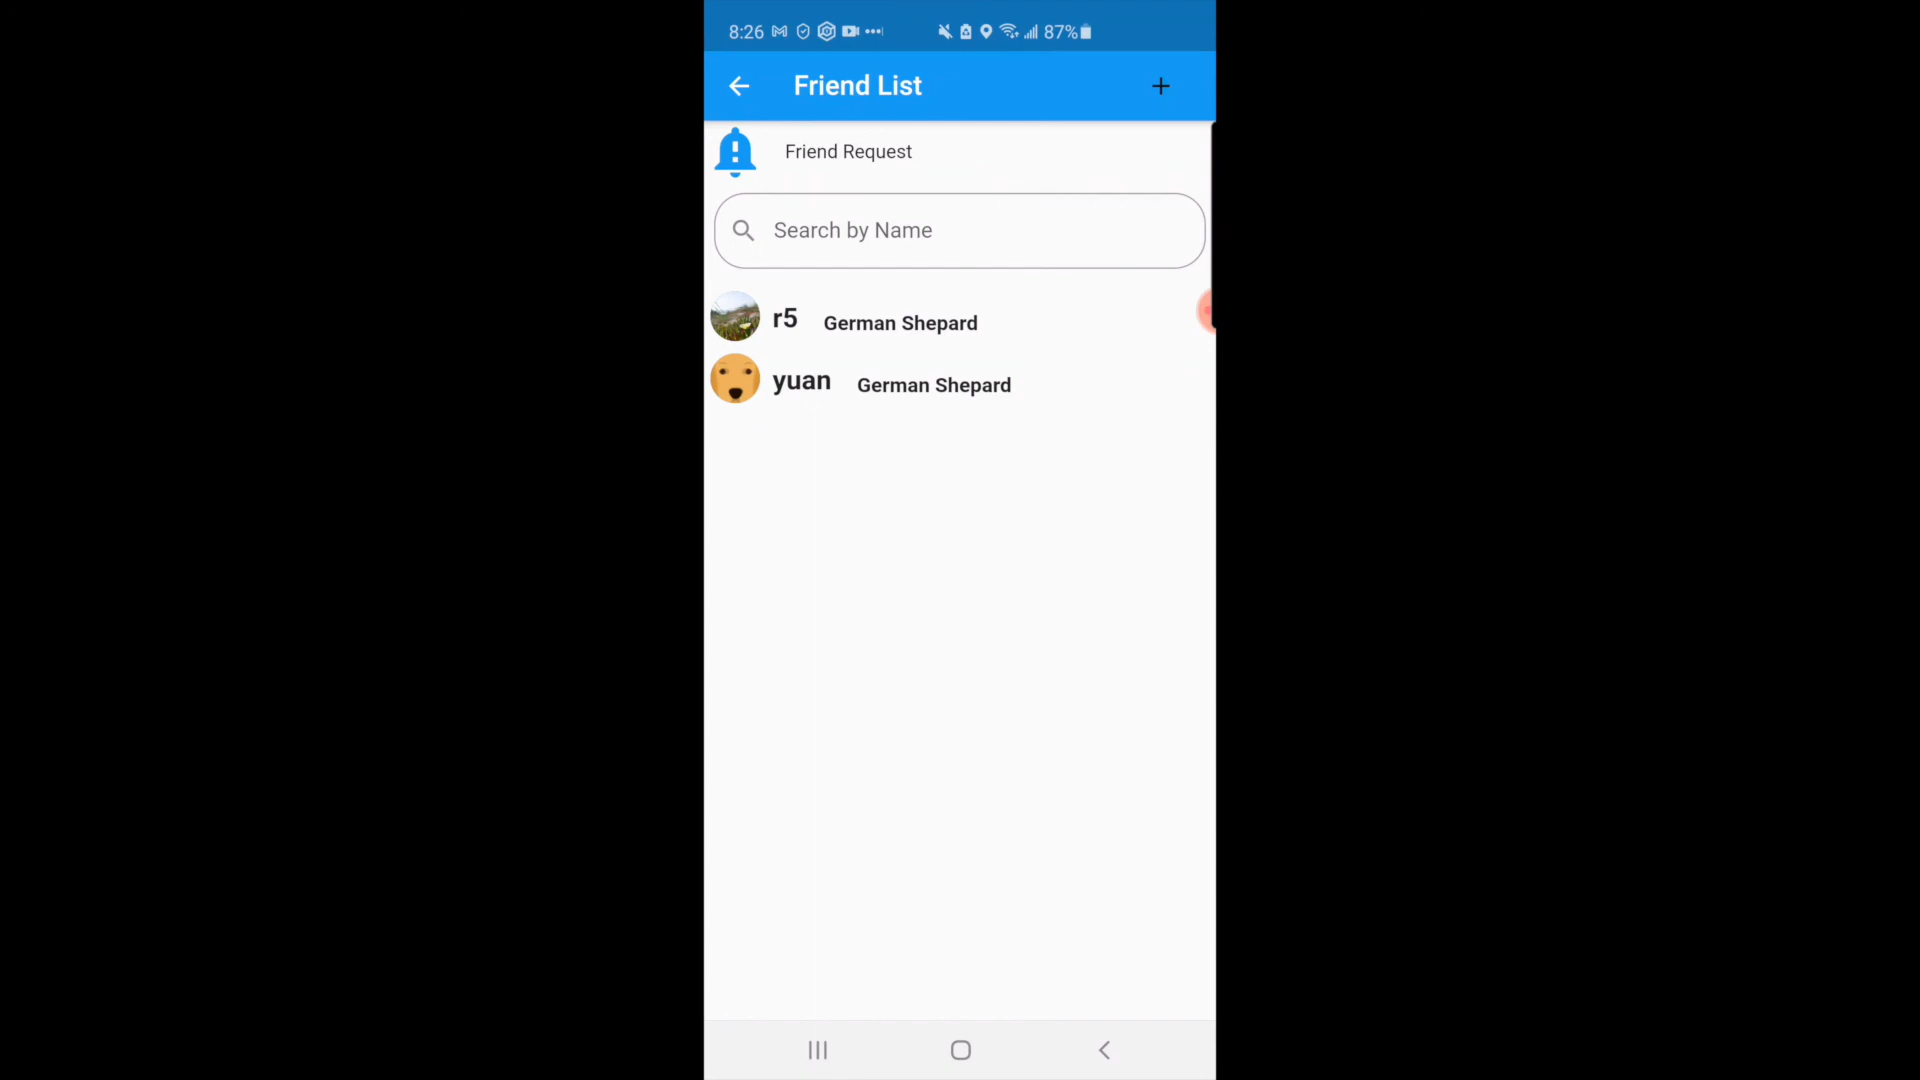 8:26 87%
Friend List
Friend Request
Search by Name
r5 German Shepard
yuan German Shepard